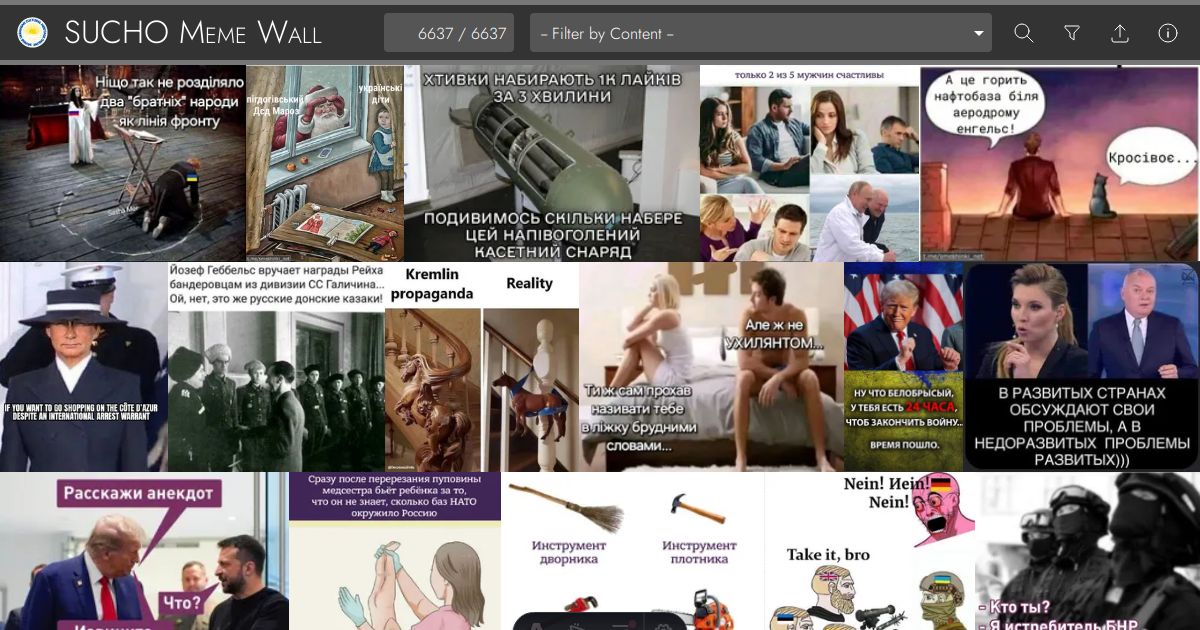 SUCHO Meme Wall
6637 / 6637
– Filter by Content –
Ніщо так не розділяло
два "братніх" народи
як лінія фронту
Sasha Mor
підгогівський
Дєд Мароз
українські
діти
ХТИВКИ НАБИРАЮТЬ 1К ЛАЙКІВ
ЗА 3 ХВИЛИНИ
ПОДИВИМОСЬ СКІЛЬКИ НАБЕРЕ
ЦЕЙ НАПІВОГОЛЕНИЙ
КАСЕТНИЙ СНАРЯД
только 2 из 5 мужчин счастливы
А це горить
нафтобаза біля
аеродрому
енгельс!
Кросівоє...
IF YOU WANT TO GO SHOPPING ON THE CÔTE D'AZUR
DESPITE AN INTERNATIONAL ARREST WARRANT
Йозеф Геббельс вручает награды Рейха
бандеровцам из дивизии СС Галичина...
Ой, нет, это же русские донские казаки!
Kremlin
propaganda
Reality
Але ж не
УХИЛЯНТОМ...
Ти ж сам прохав
називати тебе
в ліжку брудними
словами...
НУ ЧТО БЕЛОБРЫСЫЙ,
У ТЕБЯ ЕСТЬ 24 ЧАСА,
ЧТОБ ЗАКОНЧИТЬ ВОЙНУ...
ВРЕМЯ ПОШЛО.
В РАЗВИТЫХ СТРАНАХ
ОБСУЖДАЮТ СВОИ
ПРОБЛЕМЫ, А В
НЕДОРАЗВИТЫХ ПРОБЛЕМЫ
РАЗВИТЫХ)))
Расскажи анекдот
Что?
Извините
Сразу после перерезания пуповины
медсестра бьёт ребёнка за то,
что он не знает, сколько баз НАТО
окружило Россию
Инструмент
дворника
Инструмент
плотника
Nein! Иein!
Nein!
Take it, bro
- Кто ты?
- Я истребитель БНР